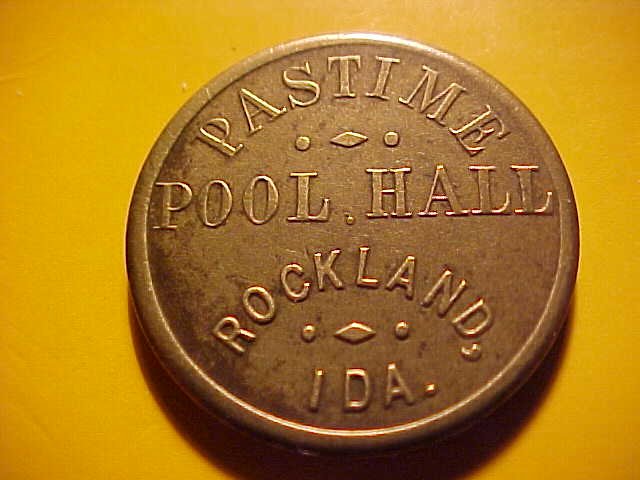 PASTIME
POOL. HALL
ROCKLAND,
IDA.